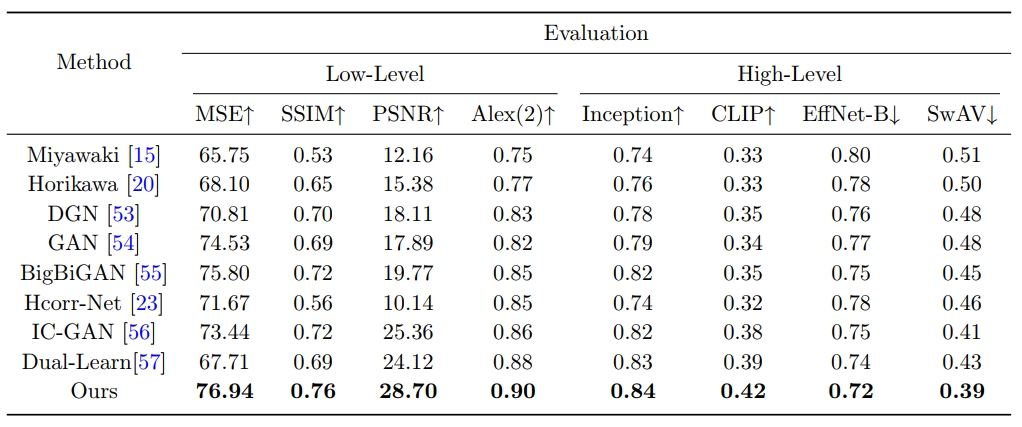 Evaluation
Method
Low-Level High-Level
MSE↑ SSIM↑ PSNR↑ Alex(2)↑ Inception↑ CLIP↑ EffNet-B↓ SwAV↓
Miyawaki [15] 65.75 0.53 12.16 0.75 0.74 0.33 0.80 0.51
Horikawa [20] 68.10 0.65 15.38 0.77 0.76 0.33 0.78 0.50
DGN [53] 70.81 0.70 18.11 0.83 0.78 0.35 0.76 0.48
GAN [54] 74.53 0.69 17.89 0.82 0.79 0.34 0.77 0.48
BigBiGAN [55] 75.80 0.72 19.77 0.85 0.82 0.35 0.75 0.45
Hcorr-Net [23] 71.67 0.56 10.14 0.85 0.74 0.32 0.78 0.46
IC-GAN [56] 73.44 0.72 25.36 0.86 0.82 0.38 0.75 0.41
Dual-Learn[57] 67.71 0.69 24.12 0.88 0.83 0.39 0.74 0.43
Ours 76.94 0.76 28.70 0.90 0.84 0.42 0.72 0.39